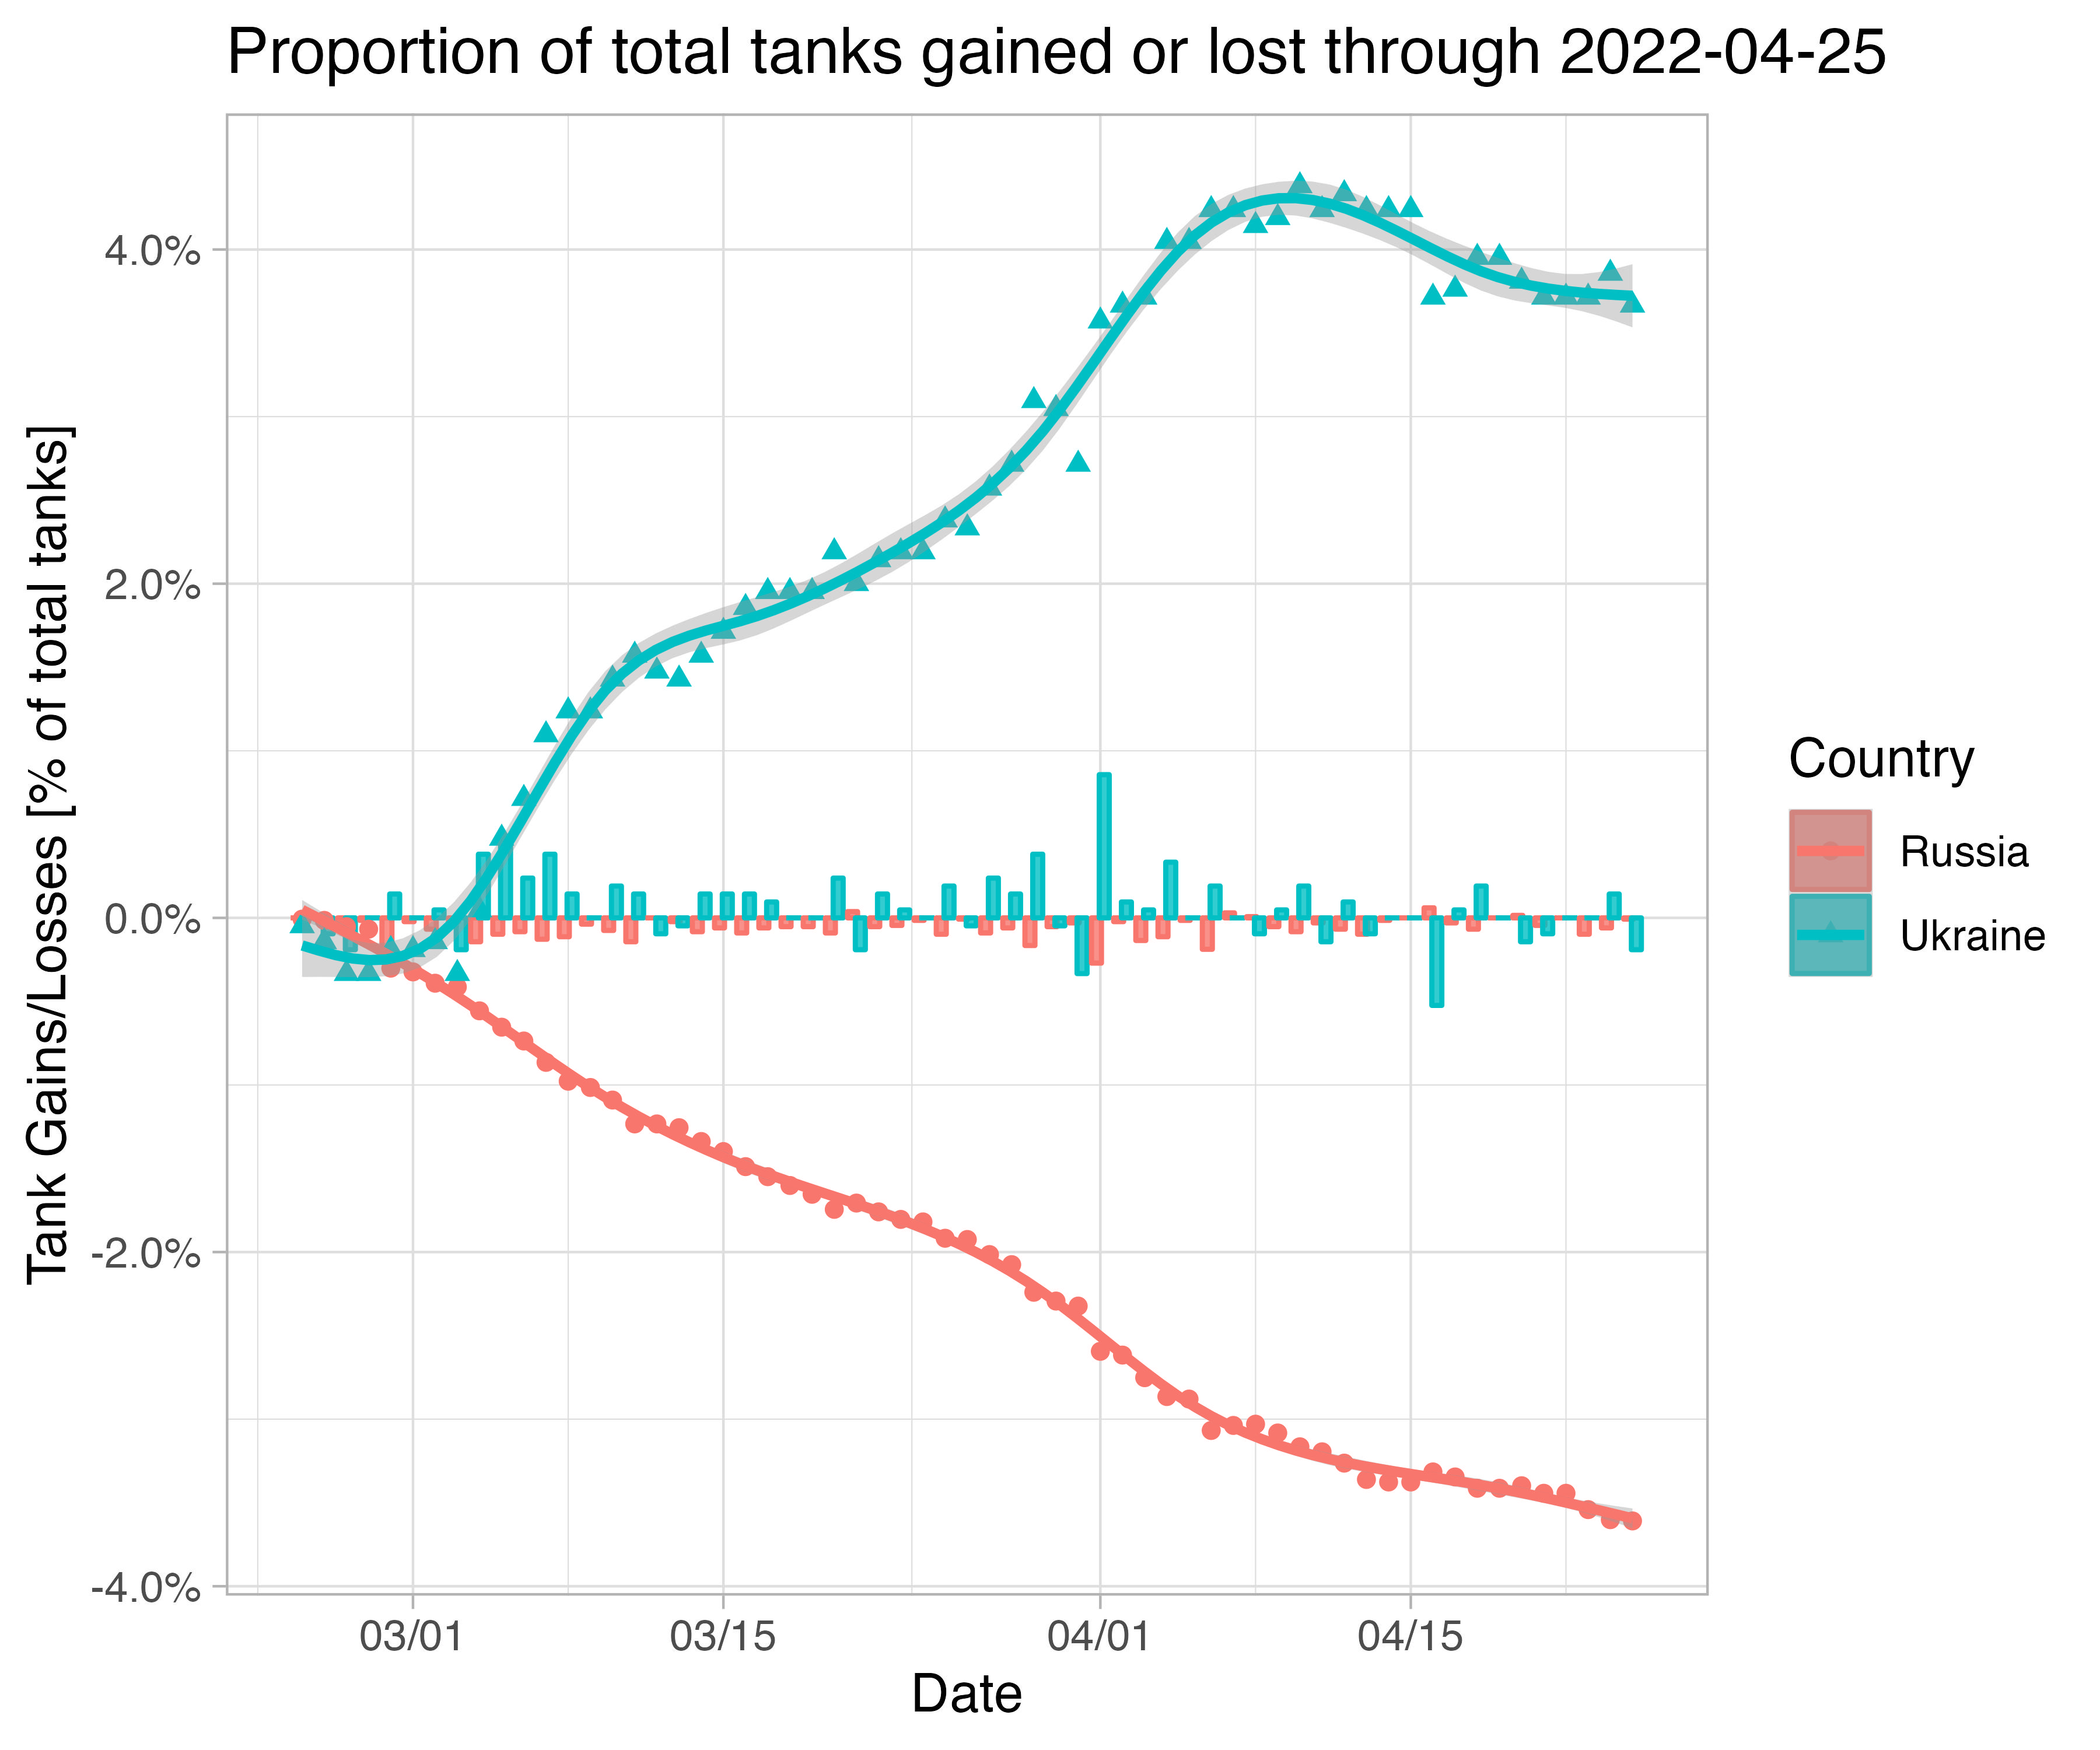 Proportion of total tanks gained or lost through 2022-04-25
Tank Gains/Losses [% of total tanks]
4.0%
2.0%
0.0%
-2.0%
-4.0%
03/01
03/15
04/01
04/15
Date
Country
Russia
Ukraine